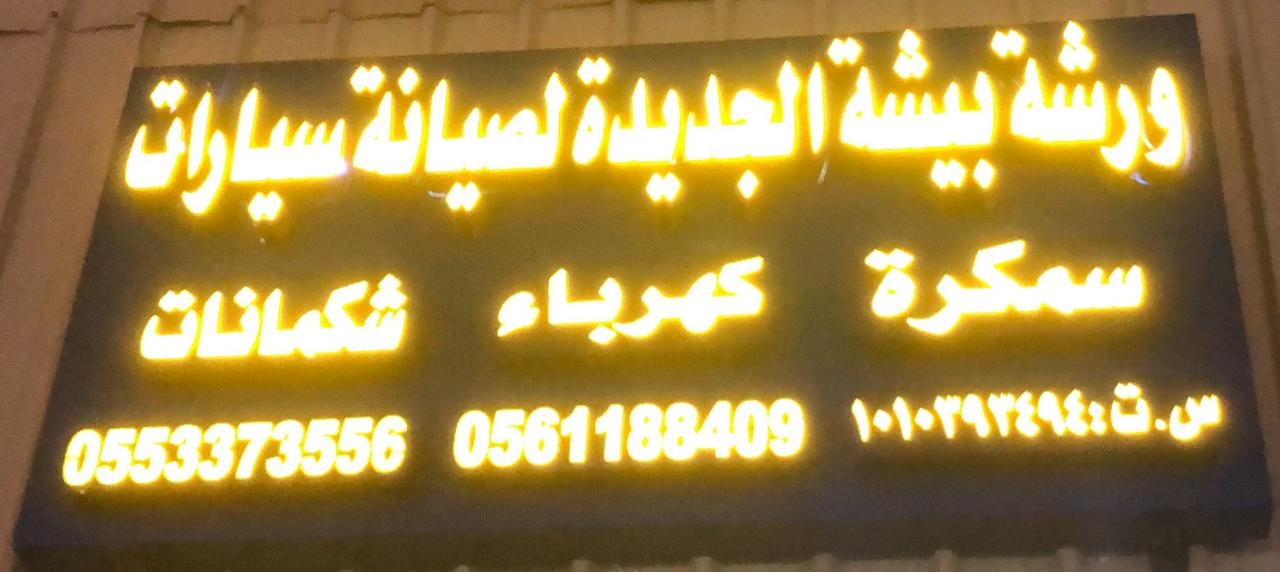 ورشة بيشة الجديدة لصيانة سيارات
سمكرة كهرباء شكمانات
س.ت: ١٠١٠٣٩٣٤٩٤ 0561188409 0553373556